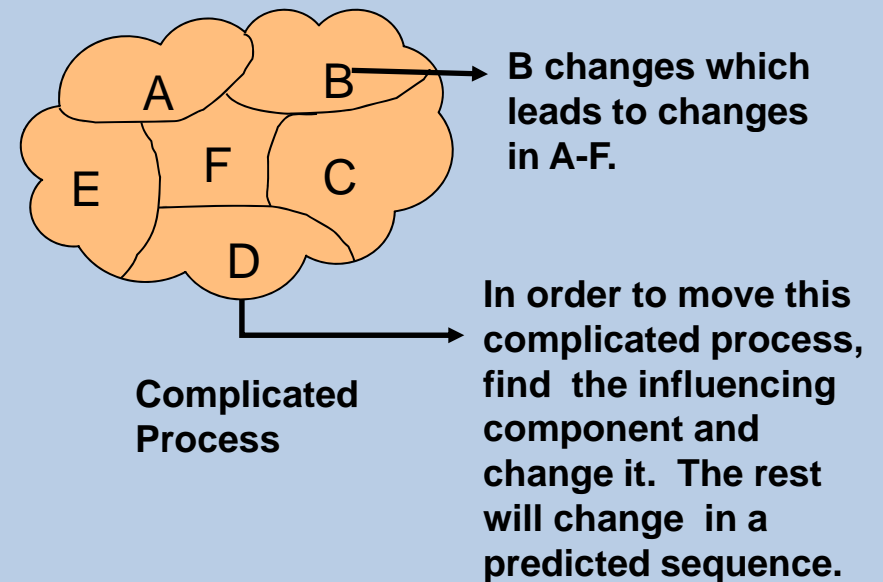 A
B
E
F
C
D
B changes which
leads to changes
in A-F.
Complicated
Process
In order to move this
complicated process,
find the influencing
component and
change it. The rest
will change in a
predicted sequence.